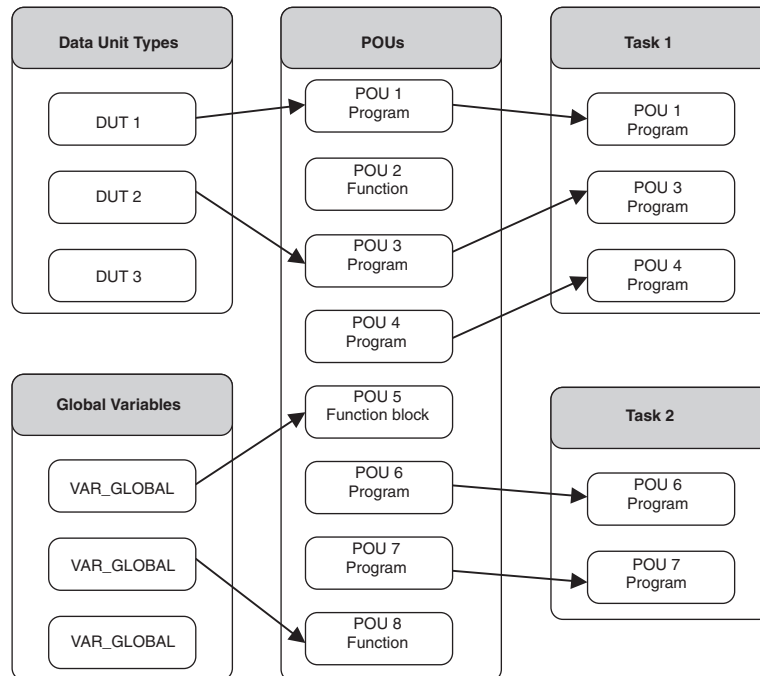 Data Unit Types
DUT 1
DUT 2
DUT 3
Global Variables
VAR_GLOBAL
VAR_GLOBAL
VAR_GLOBAL
POUs
POU 1
Program
POU 2
Function
POU 3
Program
POU 4
Program
POU 5
Function block
POU 6
Program
POU 7
Program
POU 8
Function
Task 1
POU 1
Program
POU 3
Program
POU 4
Program
Task 2
POU 6
Program
POU 7
Program